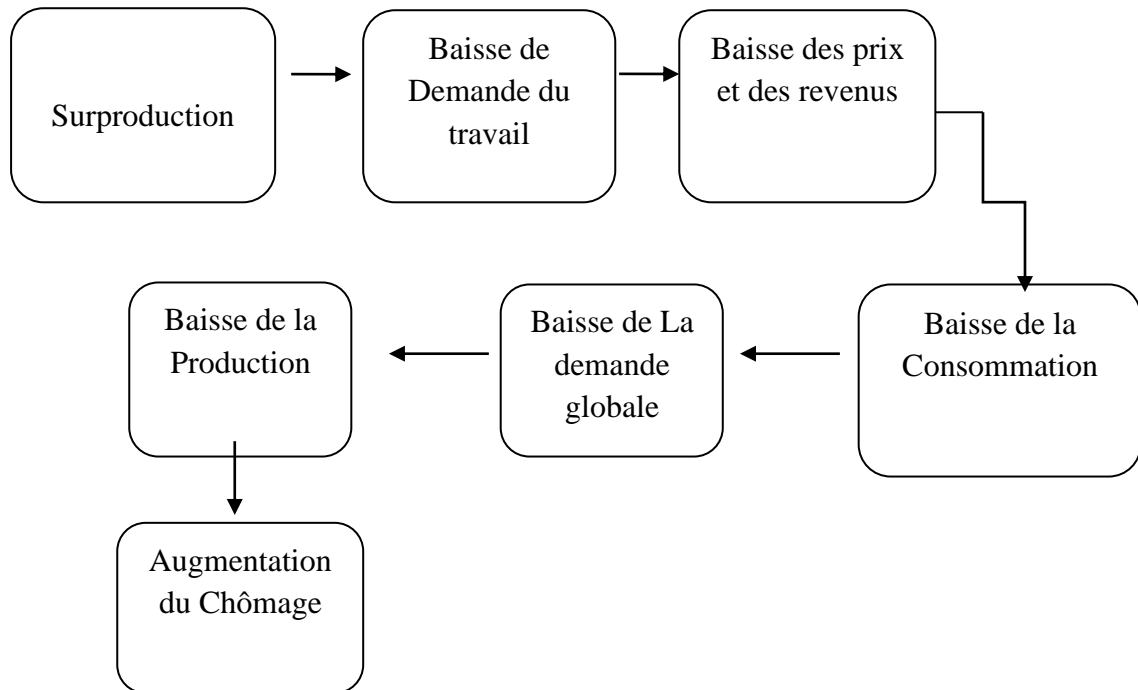 Surproduction
Baisse de
Demande du
travail
Baisse des prix
et des revenus
Baisse de la
Consommation
Baisse de La
demande
globale
Baisse de la
Production
Augmentation
du Chômage